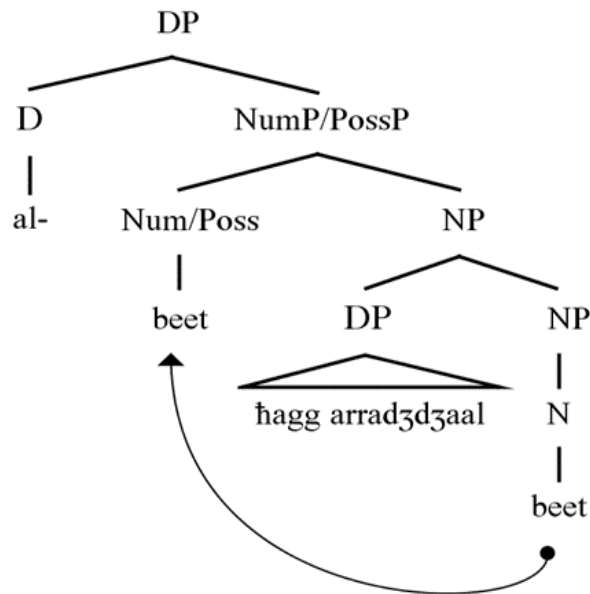 DP
D NumP/PossP
al- Num/Poss NP
beet DP NP
ħagg arradʒdʒaal N
beet